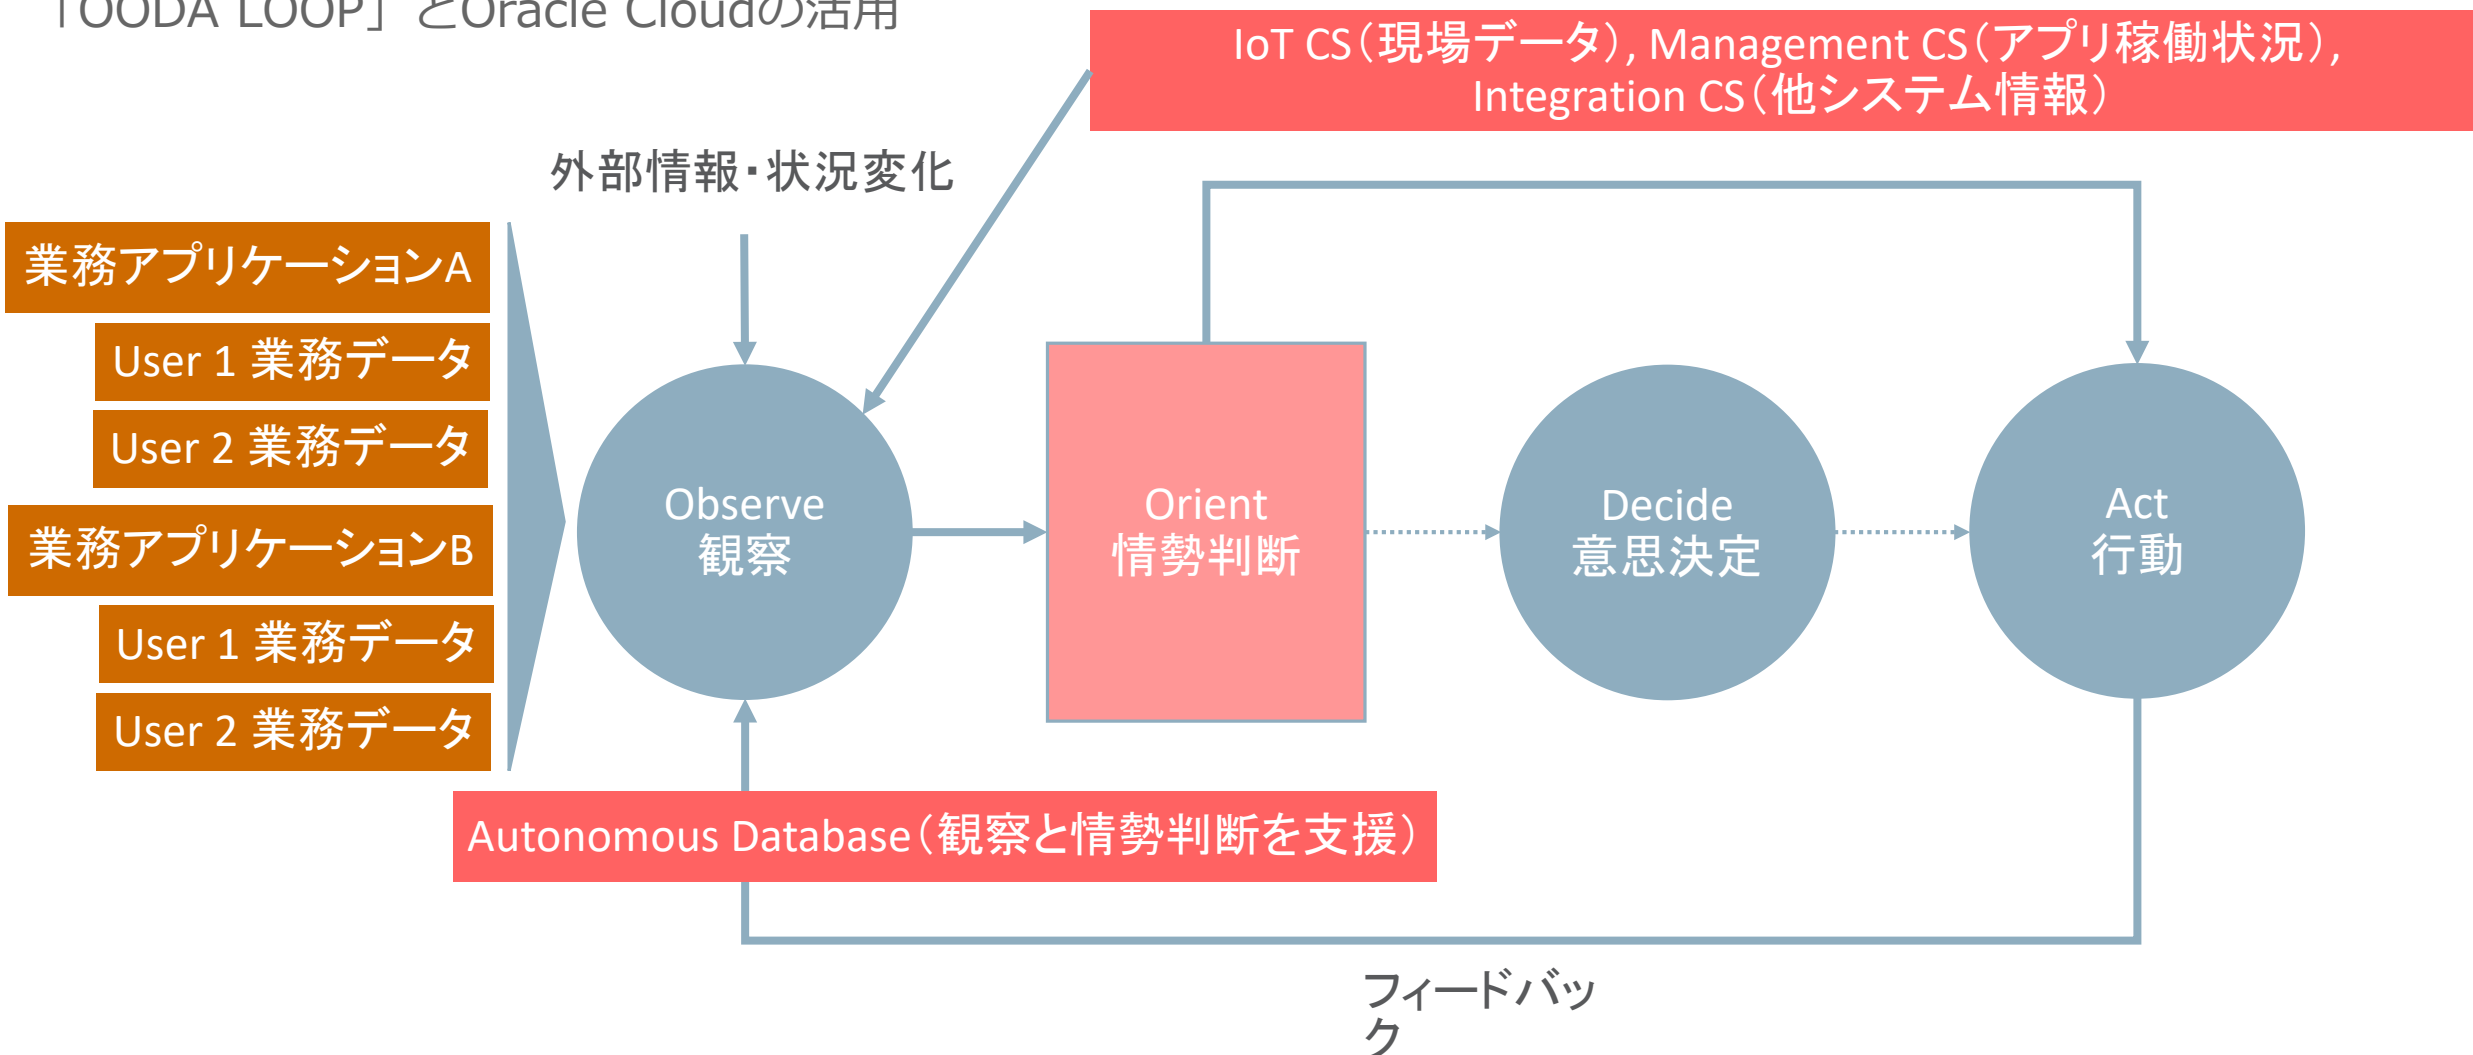 「OODA LOOP」とOracle Cloudの活用
IoT CS（現場データ）, Management CS（アプリ稼働状況）,
Integration CS（他システム情報）
外部情報・状況変化
業務アプリケーションA
User 1 業務データ
User 2 業務データ
業務アプリケーションB
User 1 業務データ
User 2 業務データ
Observe
観察
Orient
情勢判断
Decide
意思決定
Act
行動
Autonomous Database（観察と情勢判断を支援）
フィードバッ
ク